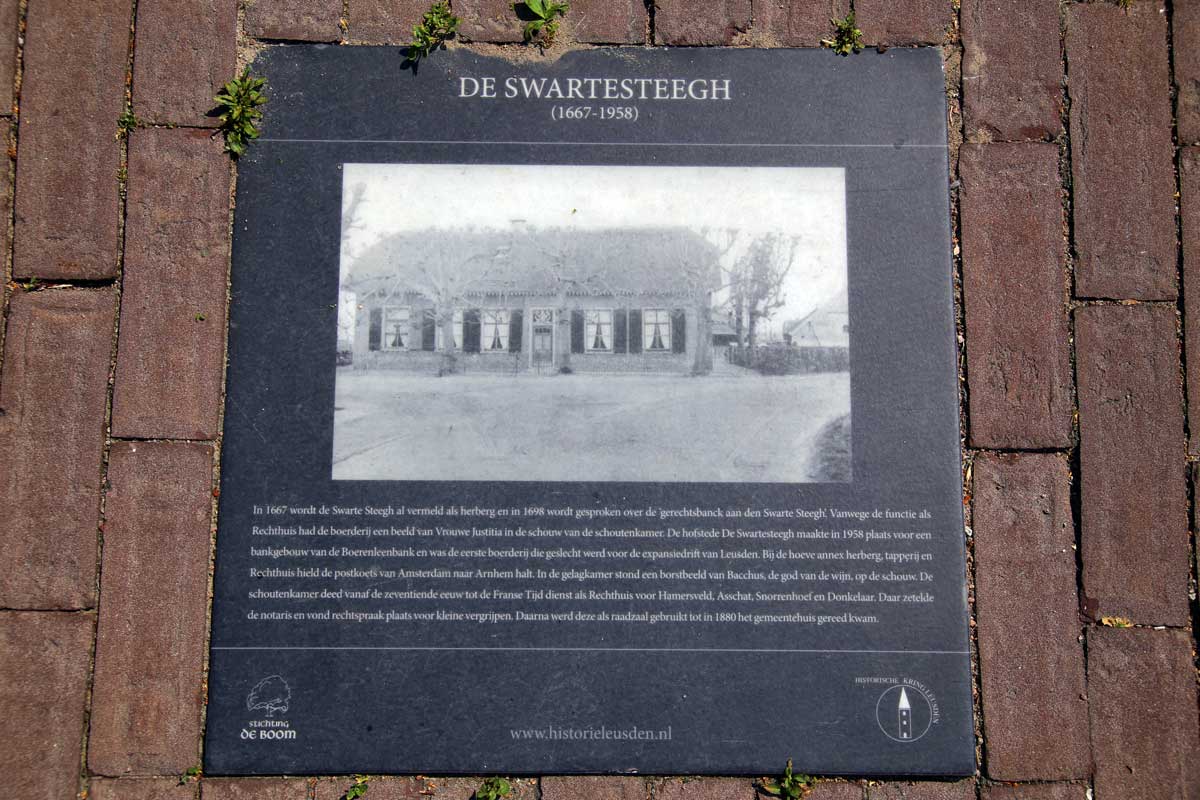 DE SWARTESTEEGH
(1667-1958)
In 1667 wordt de Swarte Steegh al vermeld als herberg en in 1698 wordt gesproken over de 'gerechtsbanck aan den Swarte Steegh'. Vanwege de functie als
Rechthuis had de boerderij een beeld van Vrouwe Justitia in de schouw van de schoutenkamer. De hofstede De Swartesteegh maakte in 1958 plaats voor een
bankgebouw van de Boerenleenbank en was de eerste boerderij die geslecht werd voor de expansiedrift van Leusden. Bij de hoeve annex herberg, tapperij en
Rechthuis hield de postkoets van Amsterdam naar Arnhem halt. In de gelagkamer stond een borstbeeld van Bacchus, de god van de wijn, op de schouw. De
schoutenkamer deed vanaf de zeventiende eeuw tot de Franse Tijd dienst als Rechthuis voor Hamersveld, Asschat, Snorrenhoef en Donkelaar. Daar zetelde
de notaris en vond rechtspraak plaats voor kleine vergrijpen. Daarna werd deze als raadzaal gebruikt tot in 1880 het gemeentehuis gereed kwam.
stichting
DE BOOM
www.historieleusden.nl
HISTORISCHE KRING LEUSDEN